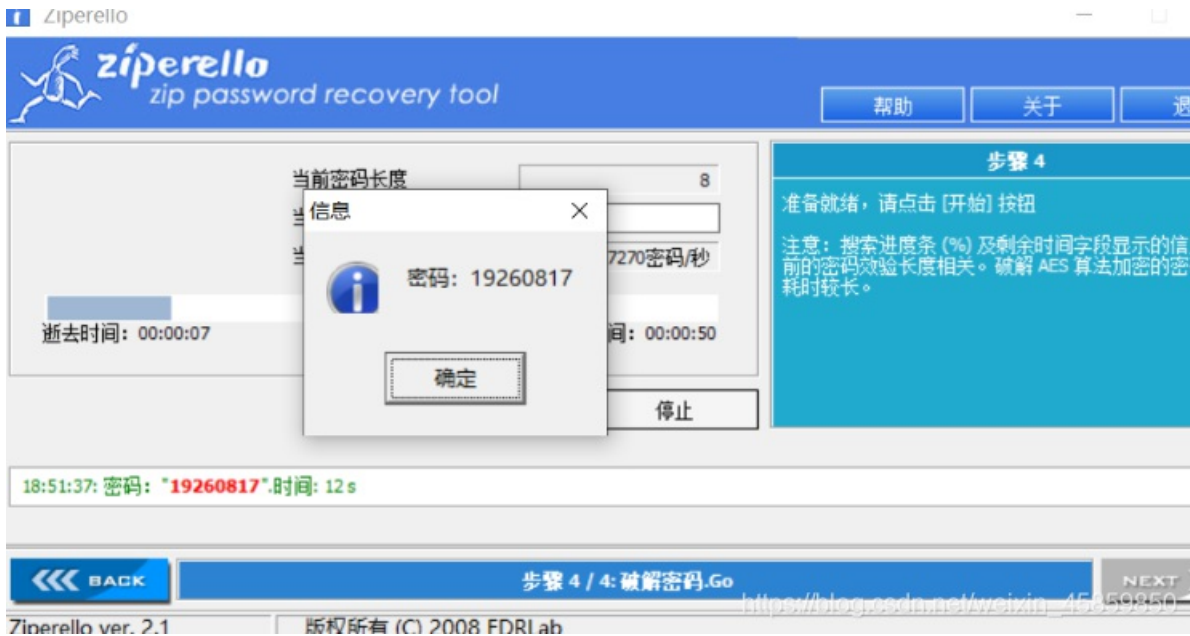 Ziperello
ziperello
zip password recovery tool
帮助
关于
当前密码长度
8
7270密码/秒
逝去时间：00:00:07
间：00:00:50
停止
信息
密码：19260817
确定
步骤 4
准备就绪，请点击 [开始] 按钮
注意：搜索进度条 (%) 及剩余时间字段显示的信
前的密码效验长度相关。破解 AES 算法加密的密
耗时较长。
18:51:37: 密码："19260817".时间: 12 s
BACK
步骤 4 / 4: 破解密码.Go
NEXT
https://blog.csdn.net/weixin_45859850
Ziperello ver. 2.1
版权所有 (C) 2008 FDRLab